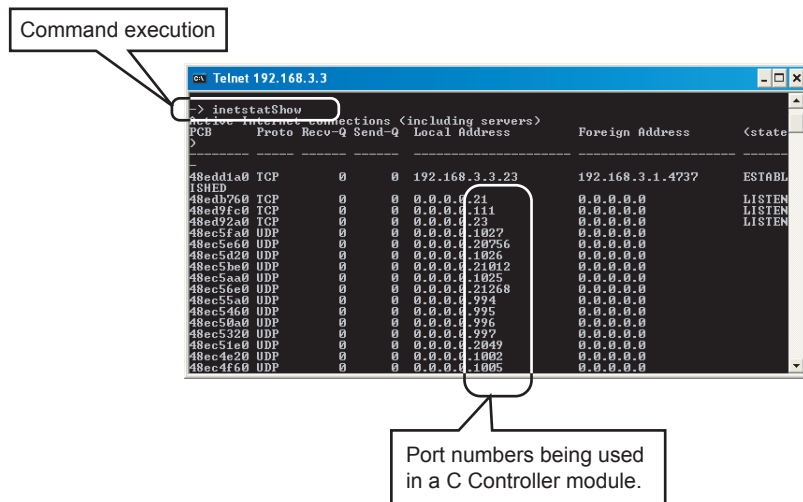 Command execution
Telnet 192.168.3.3
-> inetstatShow
Active Internet connections (including servers)
PCB Proto Recv-Q Send-Q Local Address Foreign Address (state
)
-------- ----- ------ ------ ------------------ ------------------ -------
-
48edd1a0 TCP 0 0 192.168.3.3.23 192.168.3.1.4737 ESTABL
ISHED
48edb760 TCP 0 0 0.0.0.0.21 0.0.0.0.0 LISTEN
48ed9fc0 TCP 0 0 0.0.0.0.111 0.0.0.0.0 LISTEN
48ed92a0 TCP 0 0 0.0.0.0.23 0.0.0.0.0 LISTEN
48ec5fa0 UDP 0 0 0.0.0.0.1027 0.0.0.0.0
48ec5e60 UDP 0 0 0.0.0.0.20756 0.0.0.0.0
48ec5d20 UDP 0 0 0.0.0.0.1026 0.0.0.0.0
48ec5be0 UDP 0 0 0.0.0.0.21012 0.0.0.0.0
48ec5aa0 UDP 0 0 0.0.0.0.1025 0.0.0.0.0
48ec56e0 UDP 0 0 0.0.0.0.21268 0.0.0.0.0
48ec55a0 UDP 0 0 0.0.0.0.994 0.0.0.0.0
48ec5460 UDP 0 0 0.0.0.0.995 0.0.0.0.0
48ec50a0 UDP 0 0 0.0.0.0.996 0.0.0.0.0
48ec5320 UDP 0 0 0.0.0.0.997 0.0.0.0.0
48ec51e0 UDP 0 0 0.0.0.0.2049 0.0.0.0.0
48ec4e20 UDP 0 0 0.0.0.0.1002 0.0.0.0.0
48ec4f60 UDP 0 0 0.0.0.0.1005 0.0.0.0.0
Port numbers being used
in a C Controller module.